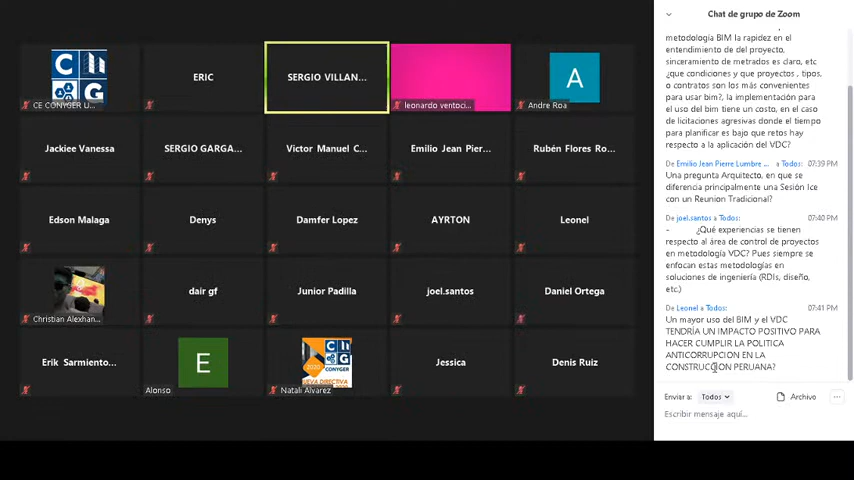 Chat de grupo de Zoom
metodología BIM la rapidez en el
entendimiento de del proyecto,
sinceramiento de metrados es claro, etc
¿que condiciones y que proyectos , tipos,
o contratos son los más convenientes
para usar bim?, la implementación para
el uso del bim tiene un costo, en el caso
de licitaciones agresivas donde el tiempo
para planificar es bajo que retos hay
respecto a la aplicación del VDC?
De Emilio Jean Pierre Lumbre ... a Todos: 07:39 PM
Una pregunta Arquitecto, en que se
diferencia principalmente una Sesión Ice
con un Reunion Tradicional?
De joel.santos a Todos: 07:40 PM
- ¿Qué experiencias se tienen
respecto al área de control de proyectos
en metodología VDC? Pues siempre se
enfocan estas metodologías en
soluciones de ingeniería (RDIs, diseño,
etc.)
De Leonel a Todos: 07:41 PM
Un mayor uso del BIM y el VDC
TENDRÍA UN IMPACTO POSITIVO PARA
HACER CUMPLIR LA POLITICA
ANTICORRUPCION EN LA
CONSTRUCCION PERUANA?
Enviar a: Todos Archivo ...
Escribir mensaje aquí...
C
G
CE CONYGER U...
ERIC
SERGIO VILLAN...
leonardo ventoci...
A
Andre Roa
Jackiee Vanessa
SERGIO GARGA...
Victor Manuel C...
Emilio Jean Pier...
Rubén Flores Ro...
Edson Malaga
Denys
Damfer Lopez
AYRTON
Leonel
Christian Alexhan...
dair gf
Junior Padilla
joel.santos
Daniel Ortega
Erik Sarmiento...
E
Alonso
2020 CONYGER
NUEVA DIRECTIVA
Natali Alvarez
Jessica
Denis Ruiz